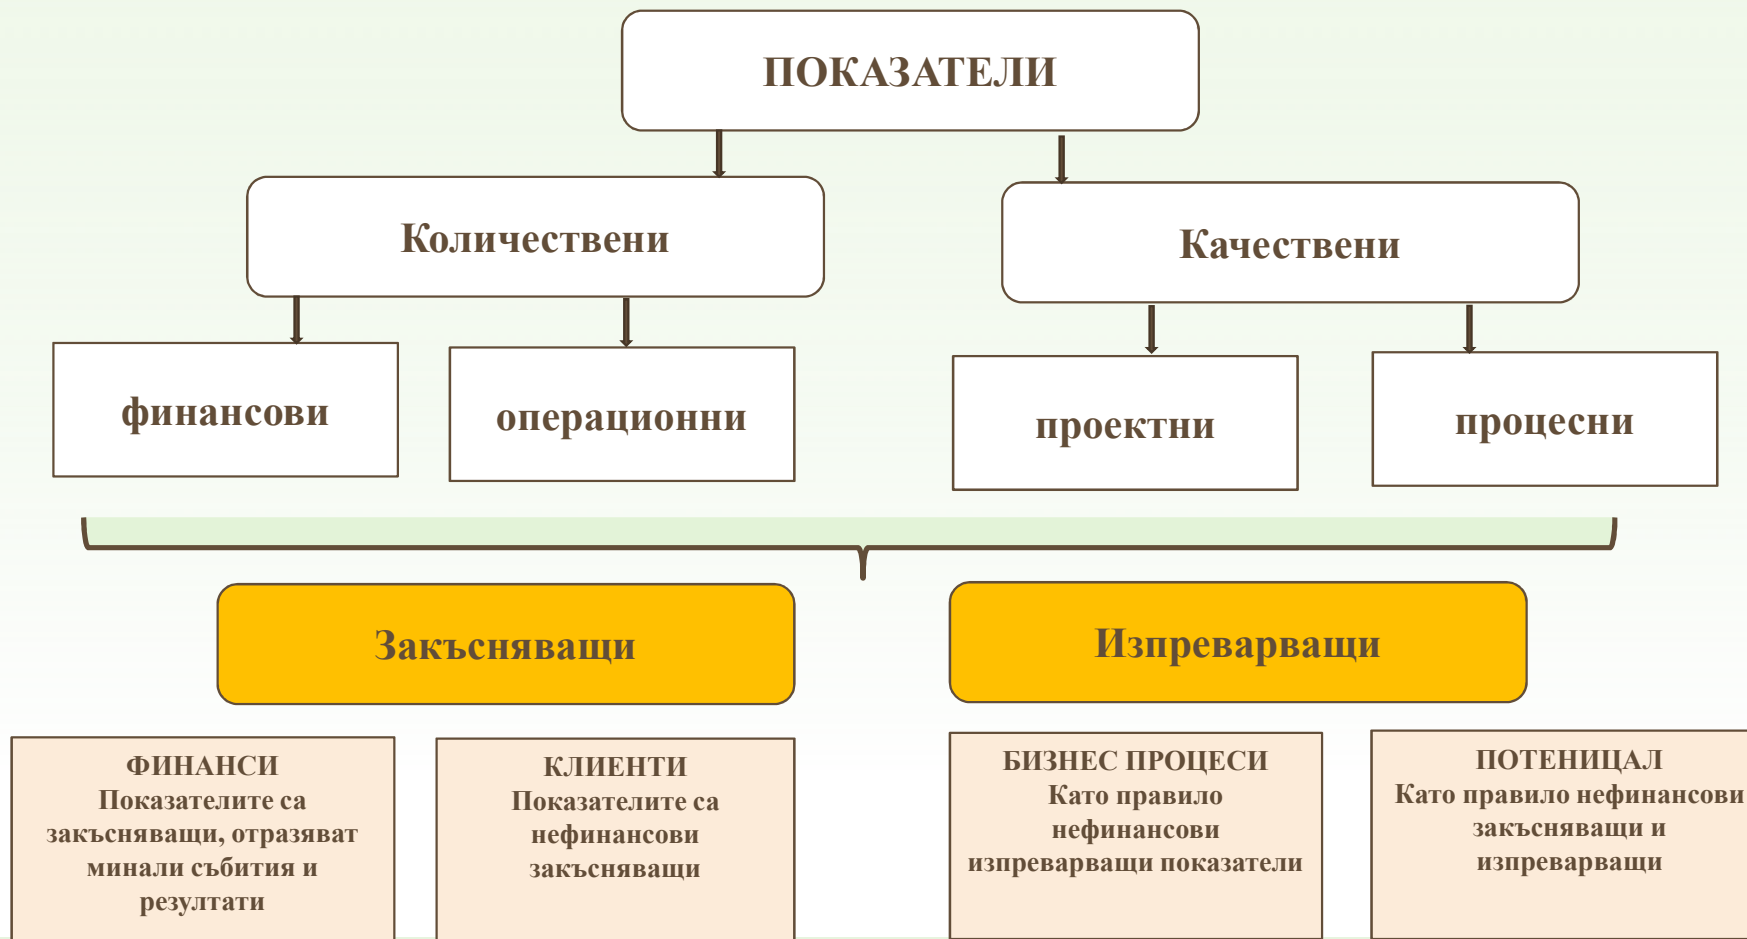 ПОКАЗАТЕЛИ
Количествени
Качествени
финансови
операционни
проектни
процесни
Закъсняващи
Изпреварващи
ФИНАНСИ
Показателите са
закъсняващи, отразяват
минали събития и
резултати
КЛИЕНТИ
Показателите са
нефинансови
закъсняващи
БИЗНЕС ПРОЦЕСИ
Като правило
нефинансови
изпреварващи показатели
ПОТЕНИЦАЛ
Като правило нефинансови
закъсняващи и
изпреварващи